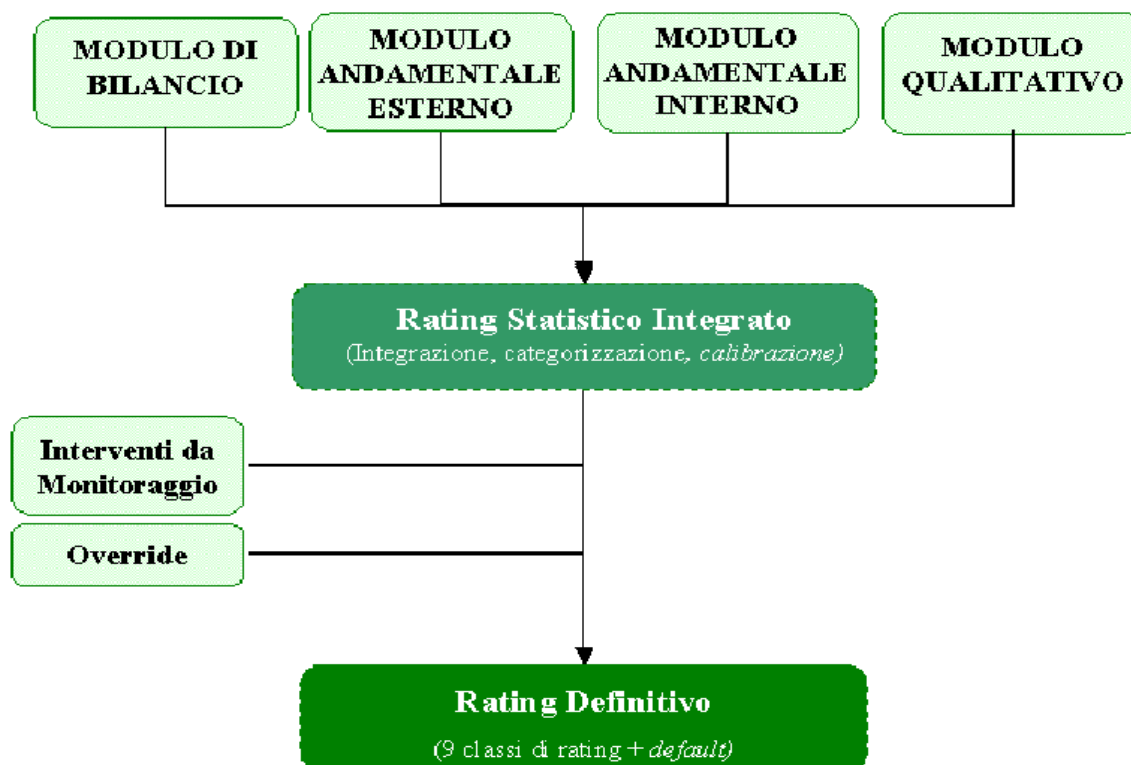 MODULO DI
BILANCIO
MODULO
ANDAMENTALE
ESTERNO
MODULO
ANDAMENTALE
INTERNO
MODULO
QUALITATIVO
Rating Statistico Integrato
(Integrazione, categorizzazione, calibrazione)
Interventi da
Monitoraggio
Override
Rating Definitivo
(9 classi di rating + default)